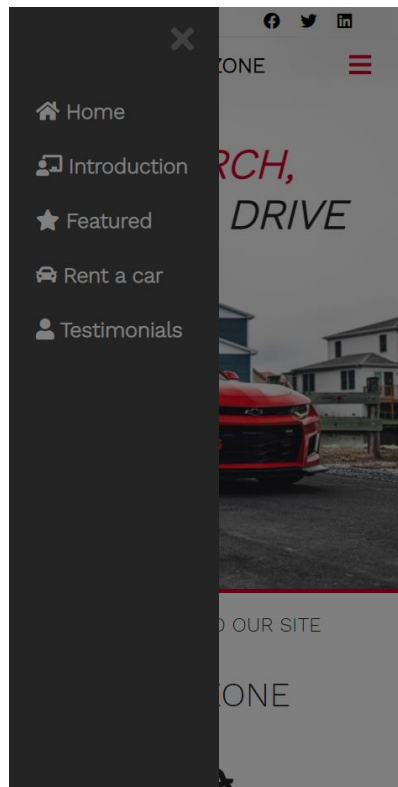 ZONE
Home
RCH,
Introduction
DRIVE
Featured
Rent a car
Testimonials
OUR SITE
ZONE